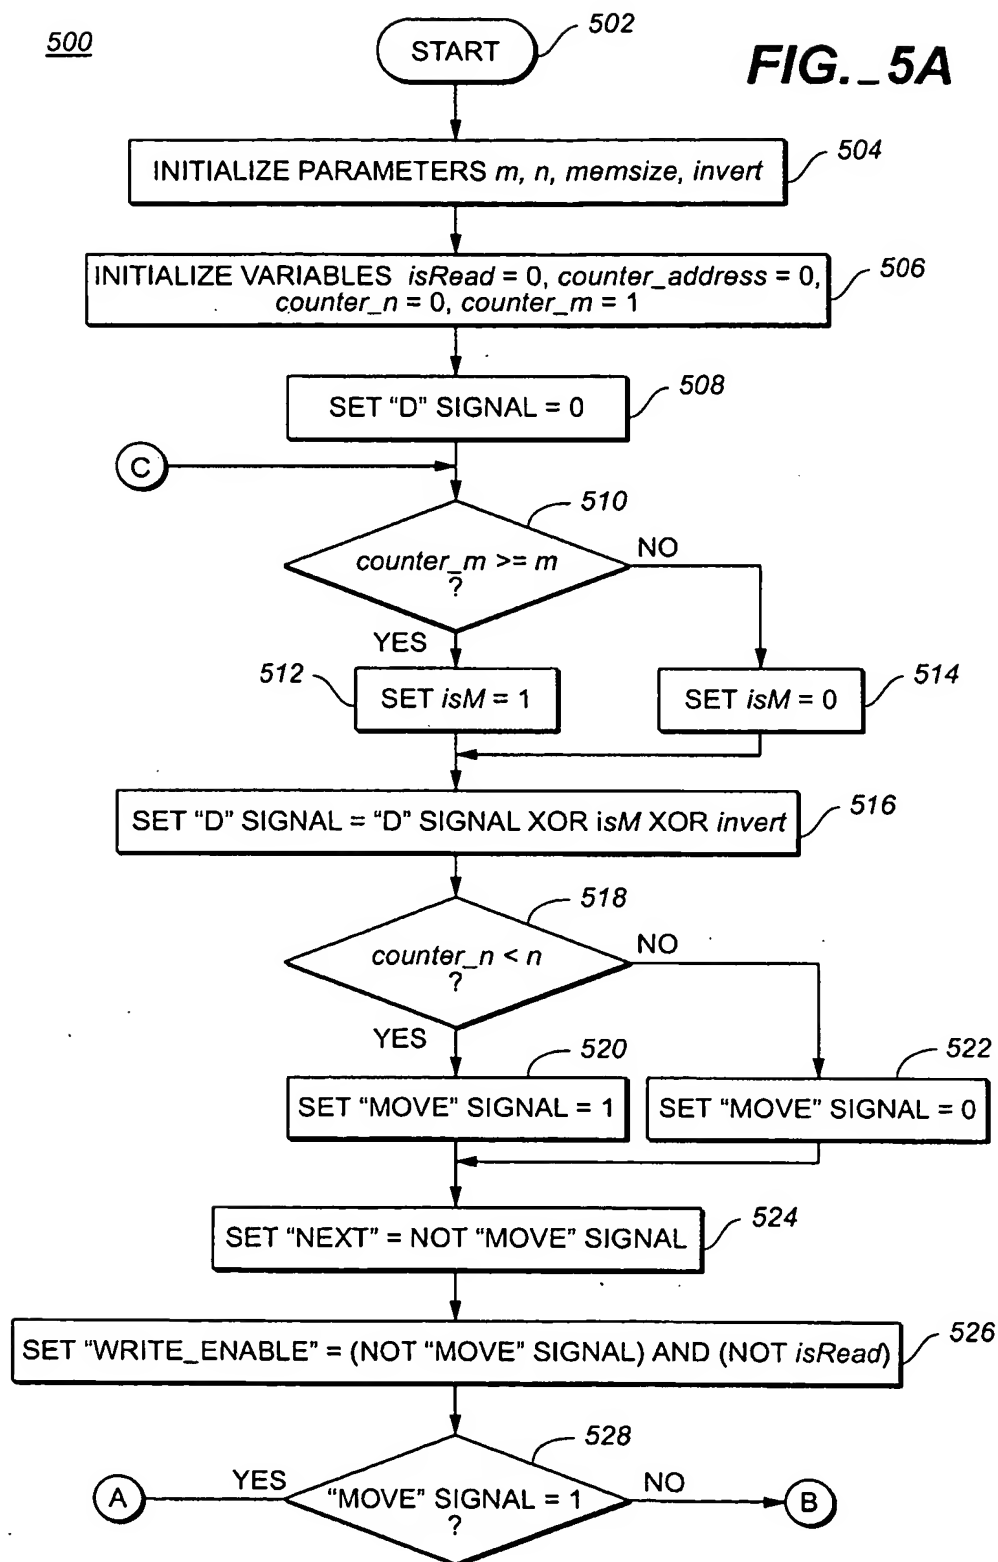 500
START
502
FIG._5A
INITIALIZE PARAMETERS m, n, memsize, invert
504
INITIALIZE VARIABLES isRead = 0, counter_address = 0,
counter_n = 0, counter_m = 1
506
SET “D” SIGNAL = 0
508
C
510
counter_m >= m
?
NO
YES
512
SET isM = 1
SET isM = 0
514
SET “D” SIGNAL = “D” SIGNAL XOR isM XOR invert
516
518
counter_n < n
?
NO
YES
520
522
SET “MOVE” SIGNAL = 1
SET “MOVE” SIGNAL = 0
SET “NEXT” = NOT “MOVE” SIGNAL
524
SET “WRITE_ENABLE” = (NOT “MOVE” SIGNAL) AND (NOT isRead)
526
528
A
YES
“MOVE” SIGNAL = 1
?
NO
B